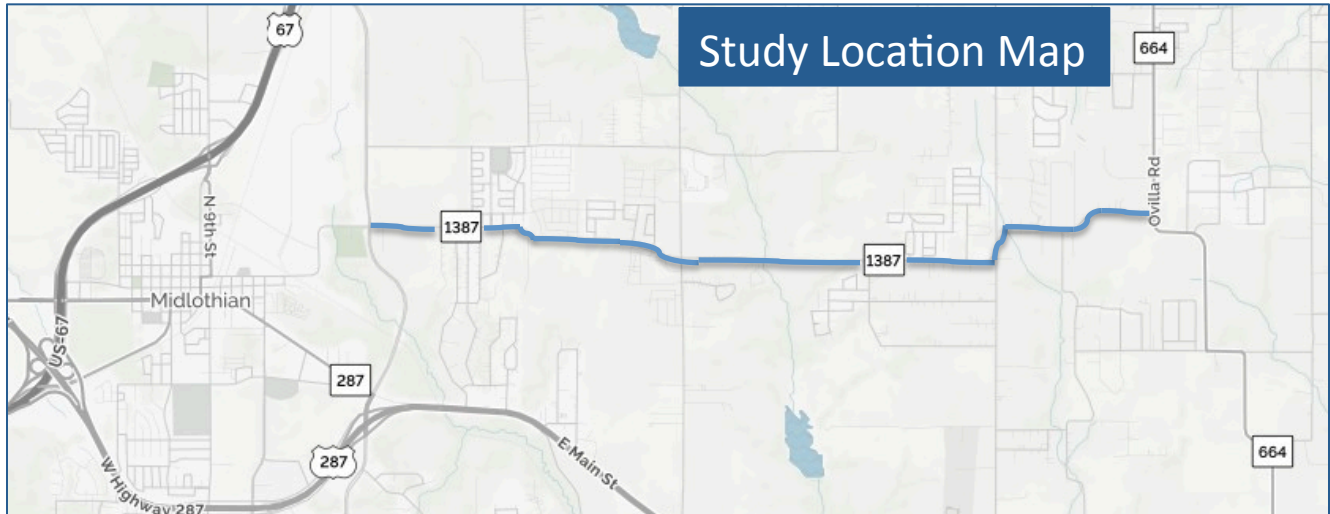 Study Location Map
67
664
N 9th St
Ovilla Rd
1387
1387
Midlothian
US-67
287
287
E Main St
W Highway 287
664